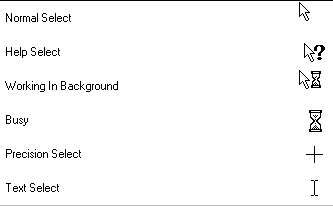 Normal Select
Help Select
Working In Background
Busy
Precision Select
Text Select